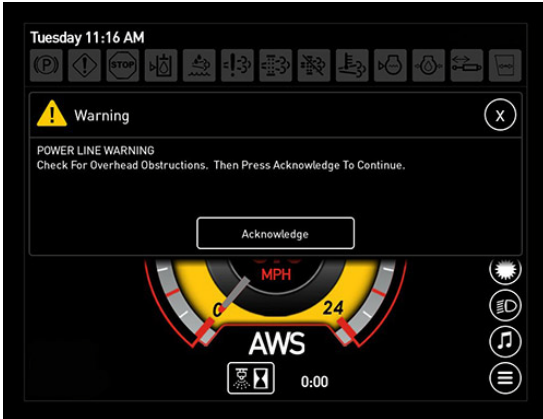 Tuesday 11:16 AM
(P)
STOP
Warning
X
POWER LINE WARNING
Check For Overhead Obstructions. Then Press Acknowledge To Continue.
Acknowledge
MPH
0
24
AWS
0:00